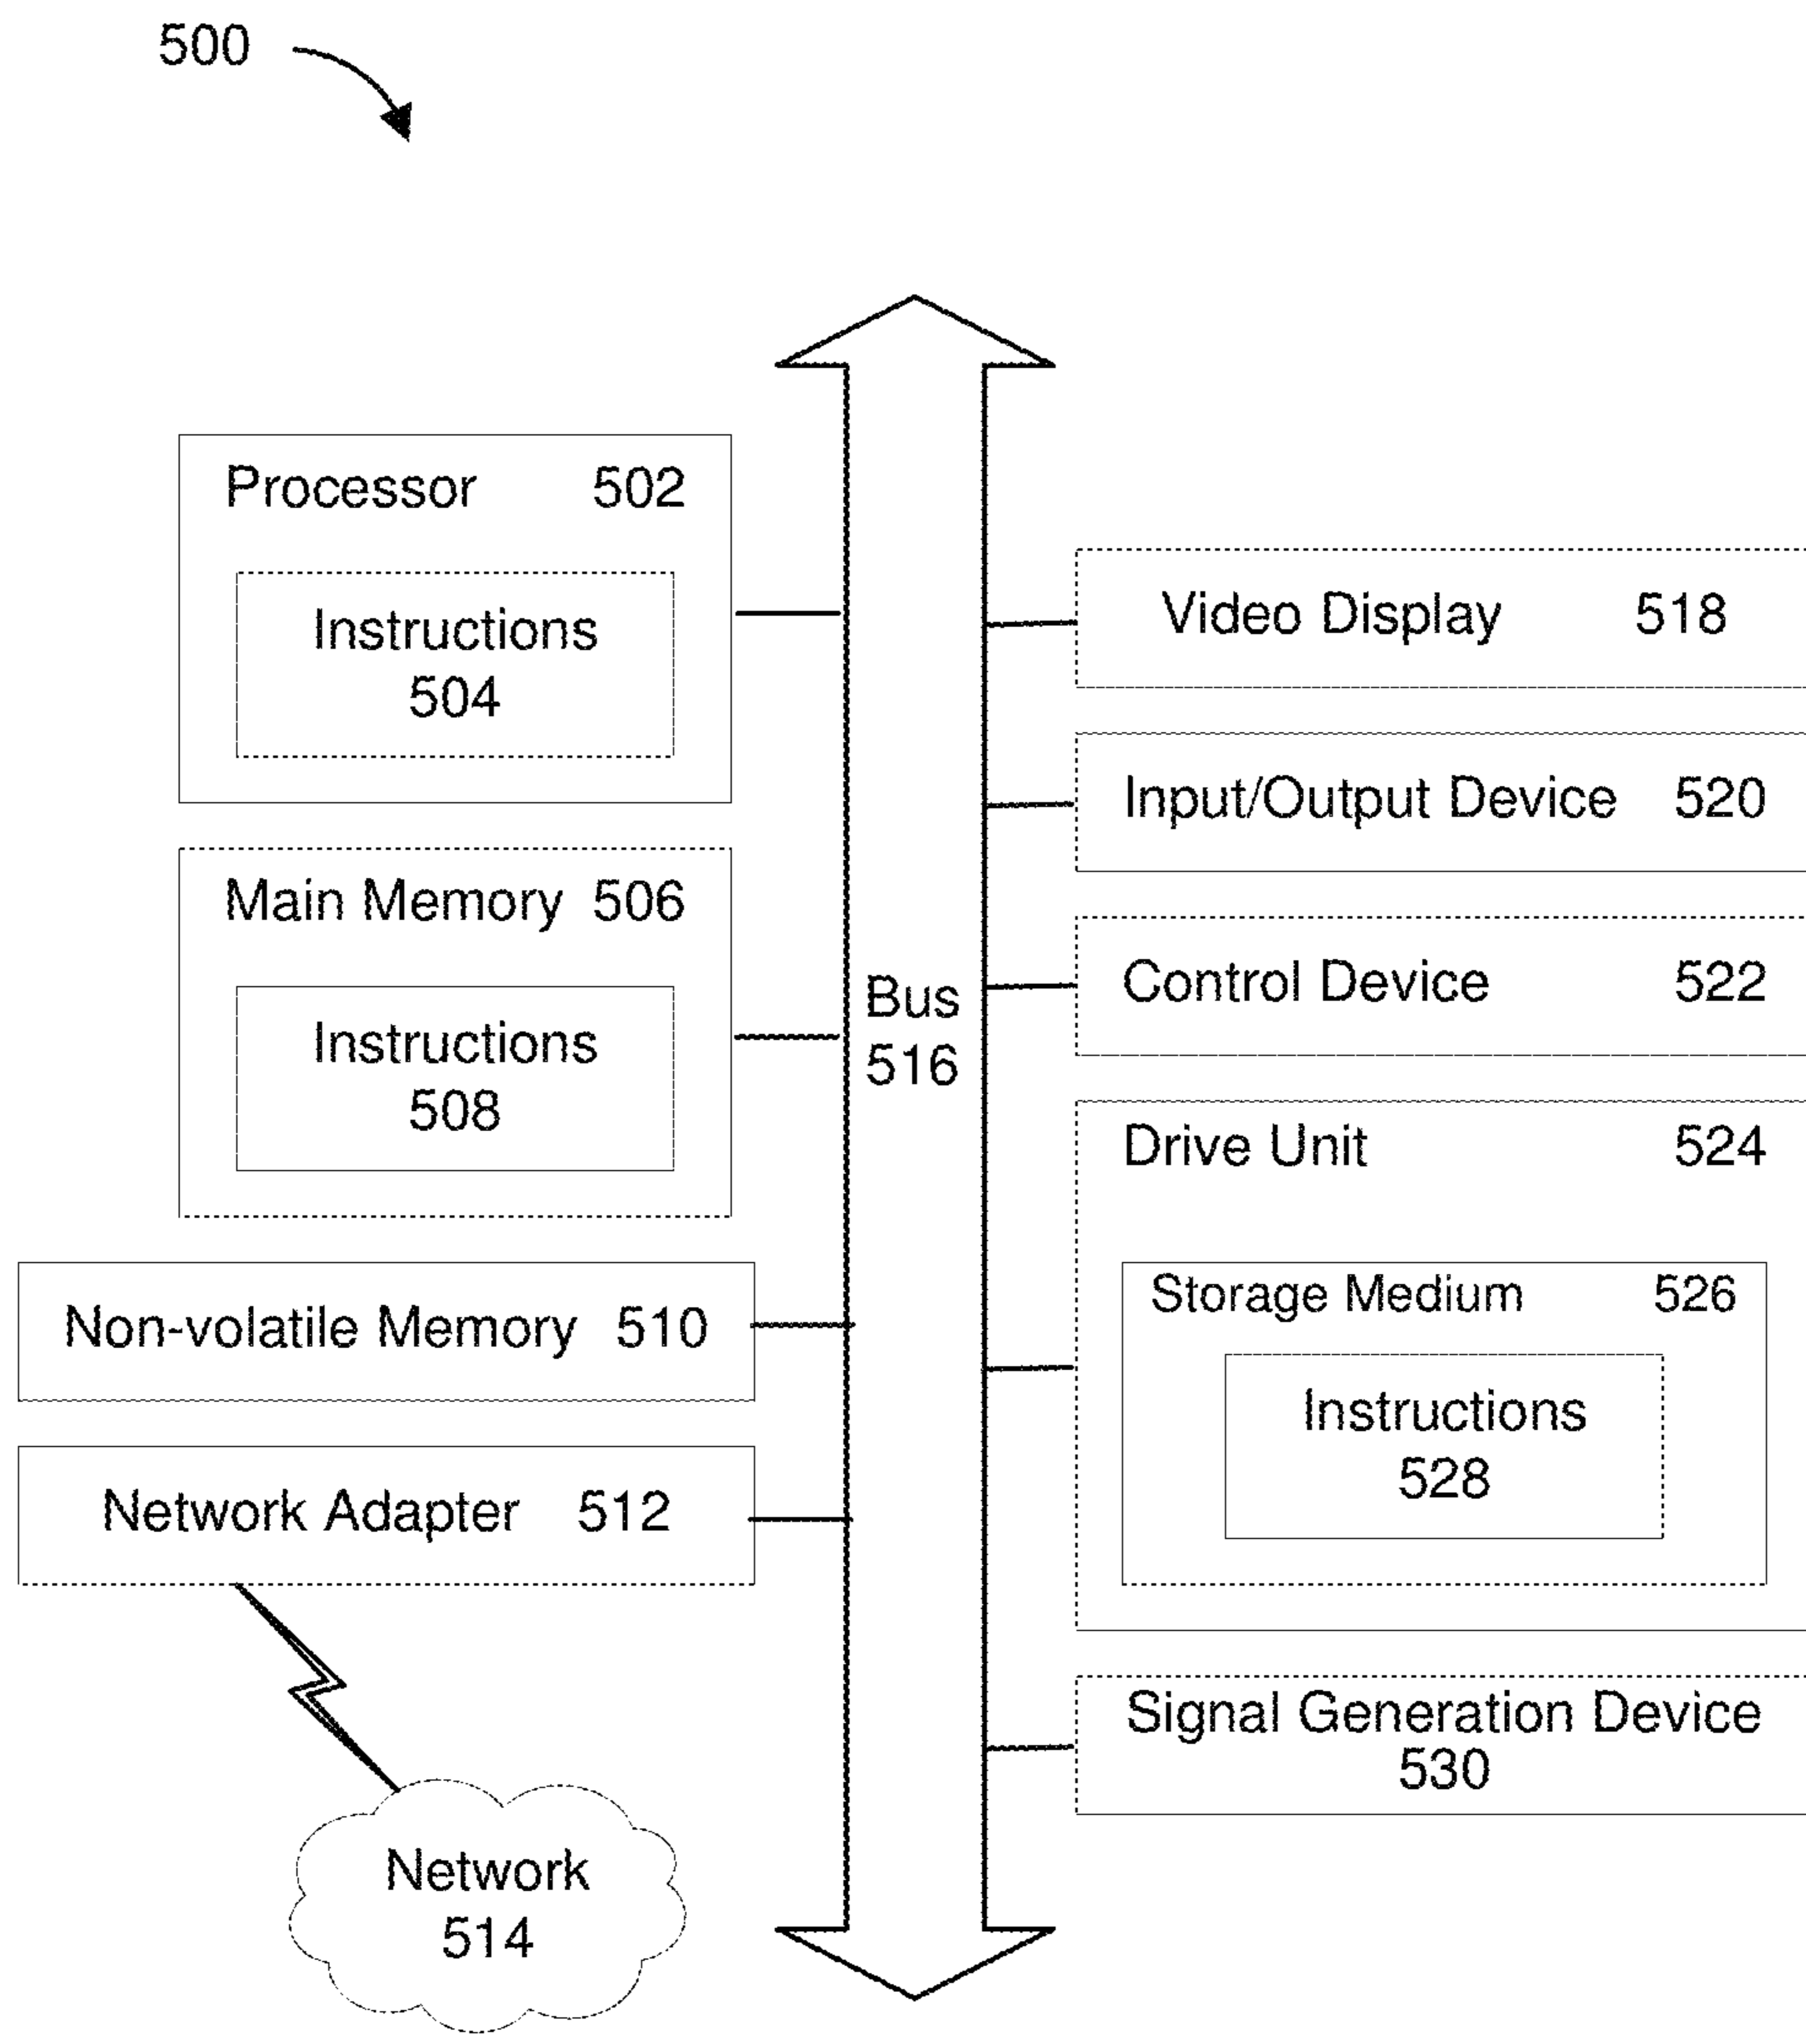 500
Processor 502
Instructions
504
Main Memory 506
Instructions
508
Non-volatile Memory 510
Network Adapter 512
Network
514
Bus
516
Video Display 518
Input/Output Device 520
Control Device 522
Drive Unit 524
Storage Medium 526
Instructions
528
Signal Generation Device
530